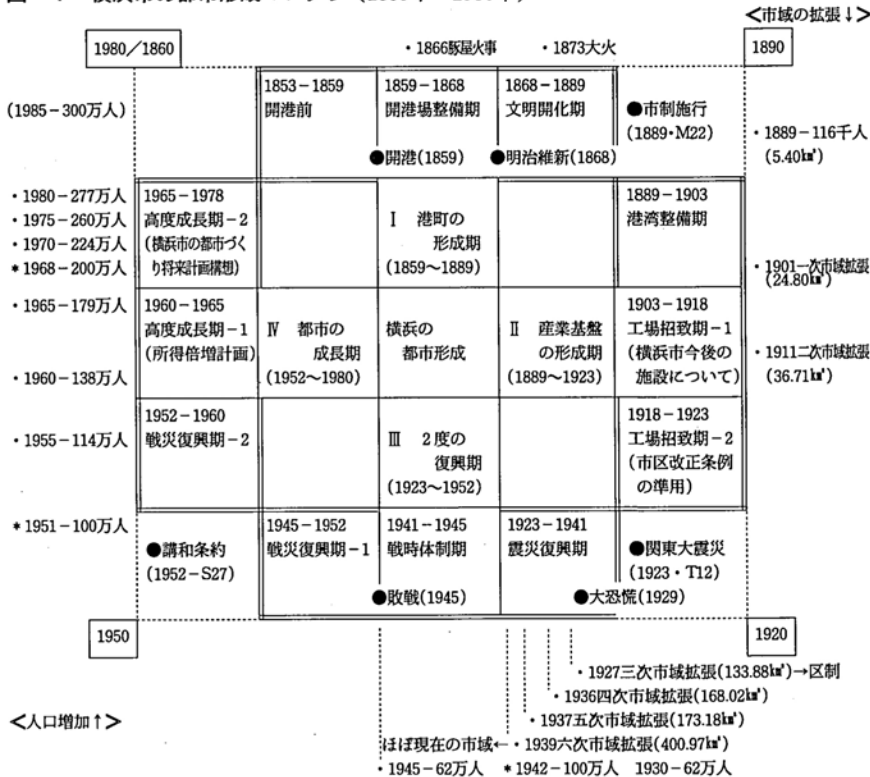 <市域の拡張↓>
1980/1860
・1866豚屋火事
・1873大火
1890
(1985-300万人)
1853-1859
開港前
1859-1868
開港場整備期
1868-1889
文明開化期
●市制施行
(1889・M22)
・1889-116千人
(5.40k㎡)
●開港(1859)
●明治維新(1868)
・1980-277万人
・1975-260万人
・1970-224万人
*1968-200万人
1965-1978
高度成長期-2
(横浜市の都市づく
り将来計画構想)
Ⅰ 港町の
形成期
(1859~1889)
1889-1903
港湾整備期
・1901一次市域拡張
(24.80k㎡)
・1965-179万人
・1960-138万人
1960-1965
高度成長期-1
(所得倍増計画)
Ⅳ 都市の
成長期
(1952~1980)
横浜の
都市形成
Ⅱ 産業基盤
の形成期
(1889~1923)
1903-1918
工場招致期-1
(横浜市今後の
施設について)
・1911二次市域拡張
(36.71k㎡)
・1955-114万人
1952-1960
戦災復興期-2
Ⅲ 2度の
復興期
(1923~1952)
1918-1923
工場招致期-2
(市区改正条例
の準用)
*1951-100万人
●講和条約
(1952-S27)
1945-1952
戦災復興期-1
1941-1945
戦時体制期
1923-1941
震災復興期
●関東大震災
(1923・T12)
●敗戦(1945)
●大恐慌(1929)
1950
1920
・1927三次市域拡張(133.88k㎡)→区制
・1936四次市域拡張(168.02k㎡)
・1937五次市域拡張(173.18k㎡)
<人口増加↑>
ほぼ現在の市域←・1939六次市域拡張(400.97k㎡)
・1945-62万人 *1942-100万人 1930-62万人